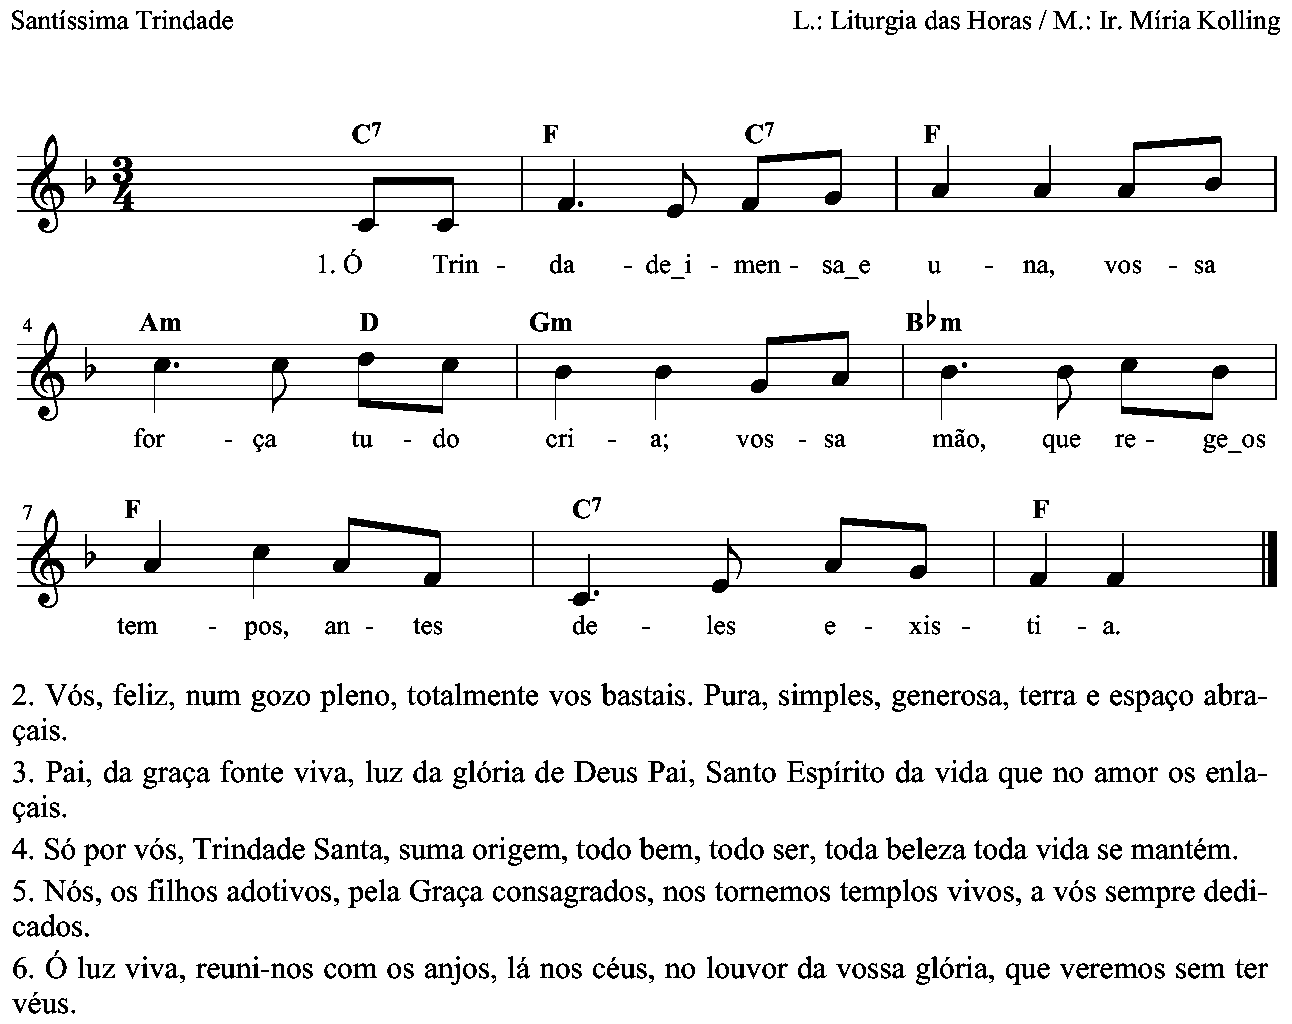 Santíssima Trindade
L.: Liturgia das Horas / M.: Ir. Míria Kolling
C7 F C7 F
3
4
1. Ó Trin - da - de_i - men - sa_e u - na, vos - sa
4 Am D Gm B♭m
for - ça tu - do cri - a; vos - sa mão, que re - ge_os
7 F C7 F
tem - pos, an - tes de - les e - xis - ti - a.
2. Vós, feliz, num gozo pleno, totalmente vos bastais. Pura, simples, generosa, terra e espaço abra-
çais.
3. Pai, da graça fonte viva, luz da glória de Deus Pai, Santo Espírito da vida que no amor os enla-
çais.
4. Só por vós, Trindade Santa, suma origem, todo bem, todo ser, toda beleza toda vida se mantém.
5. Nós, os filhos adotivos, pela Graça consagrados, nos tornemos templos vivos, a vós sempre dedi-
cados.
6. Ó luz viva, reuni-nos com os anjos, lá nos céus, no louvor da vossa glória, que veremos sem ter
véus.